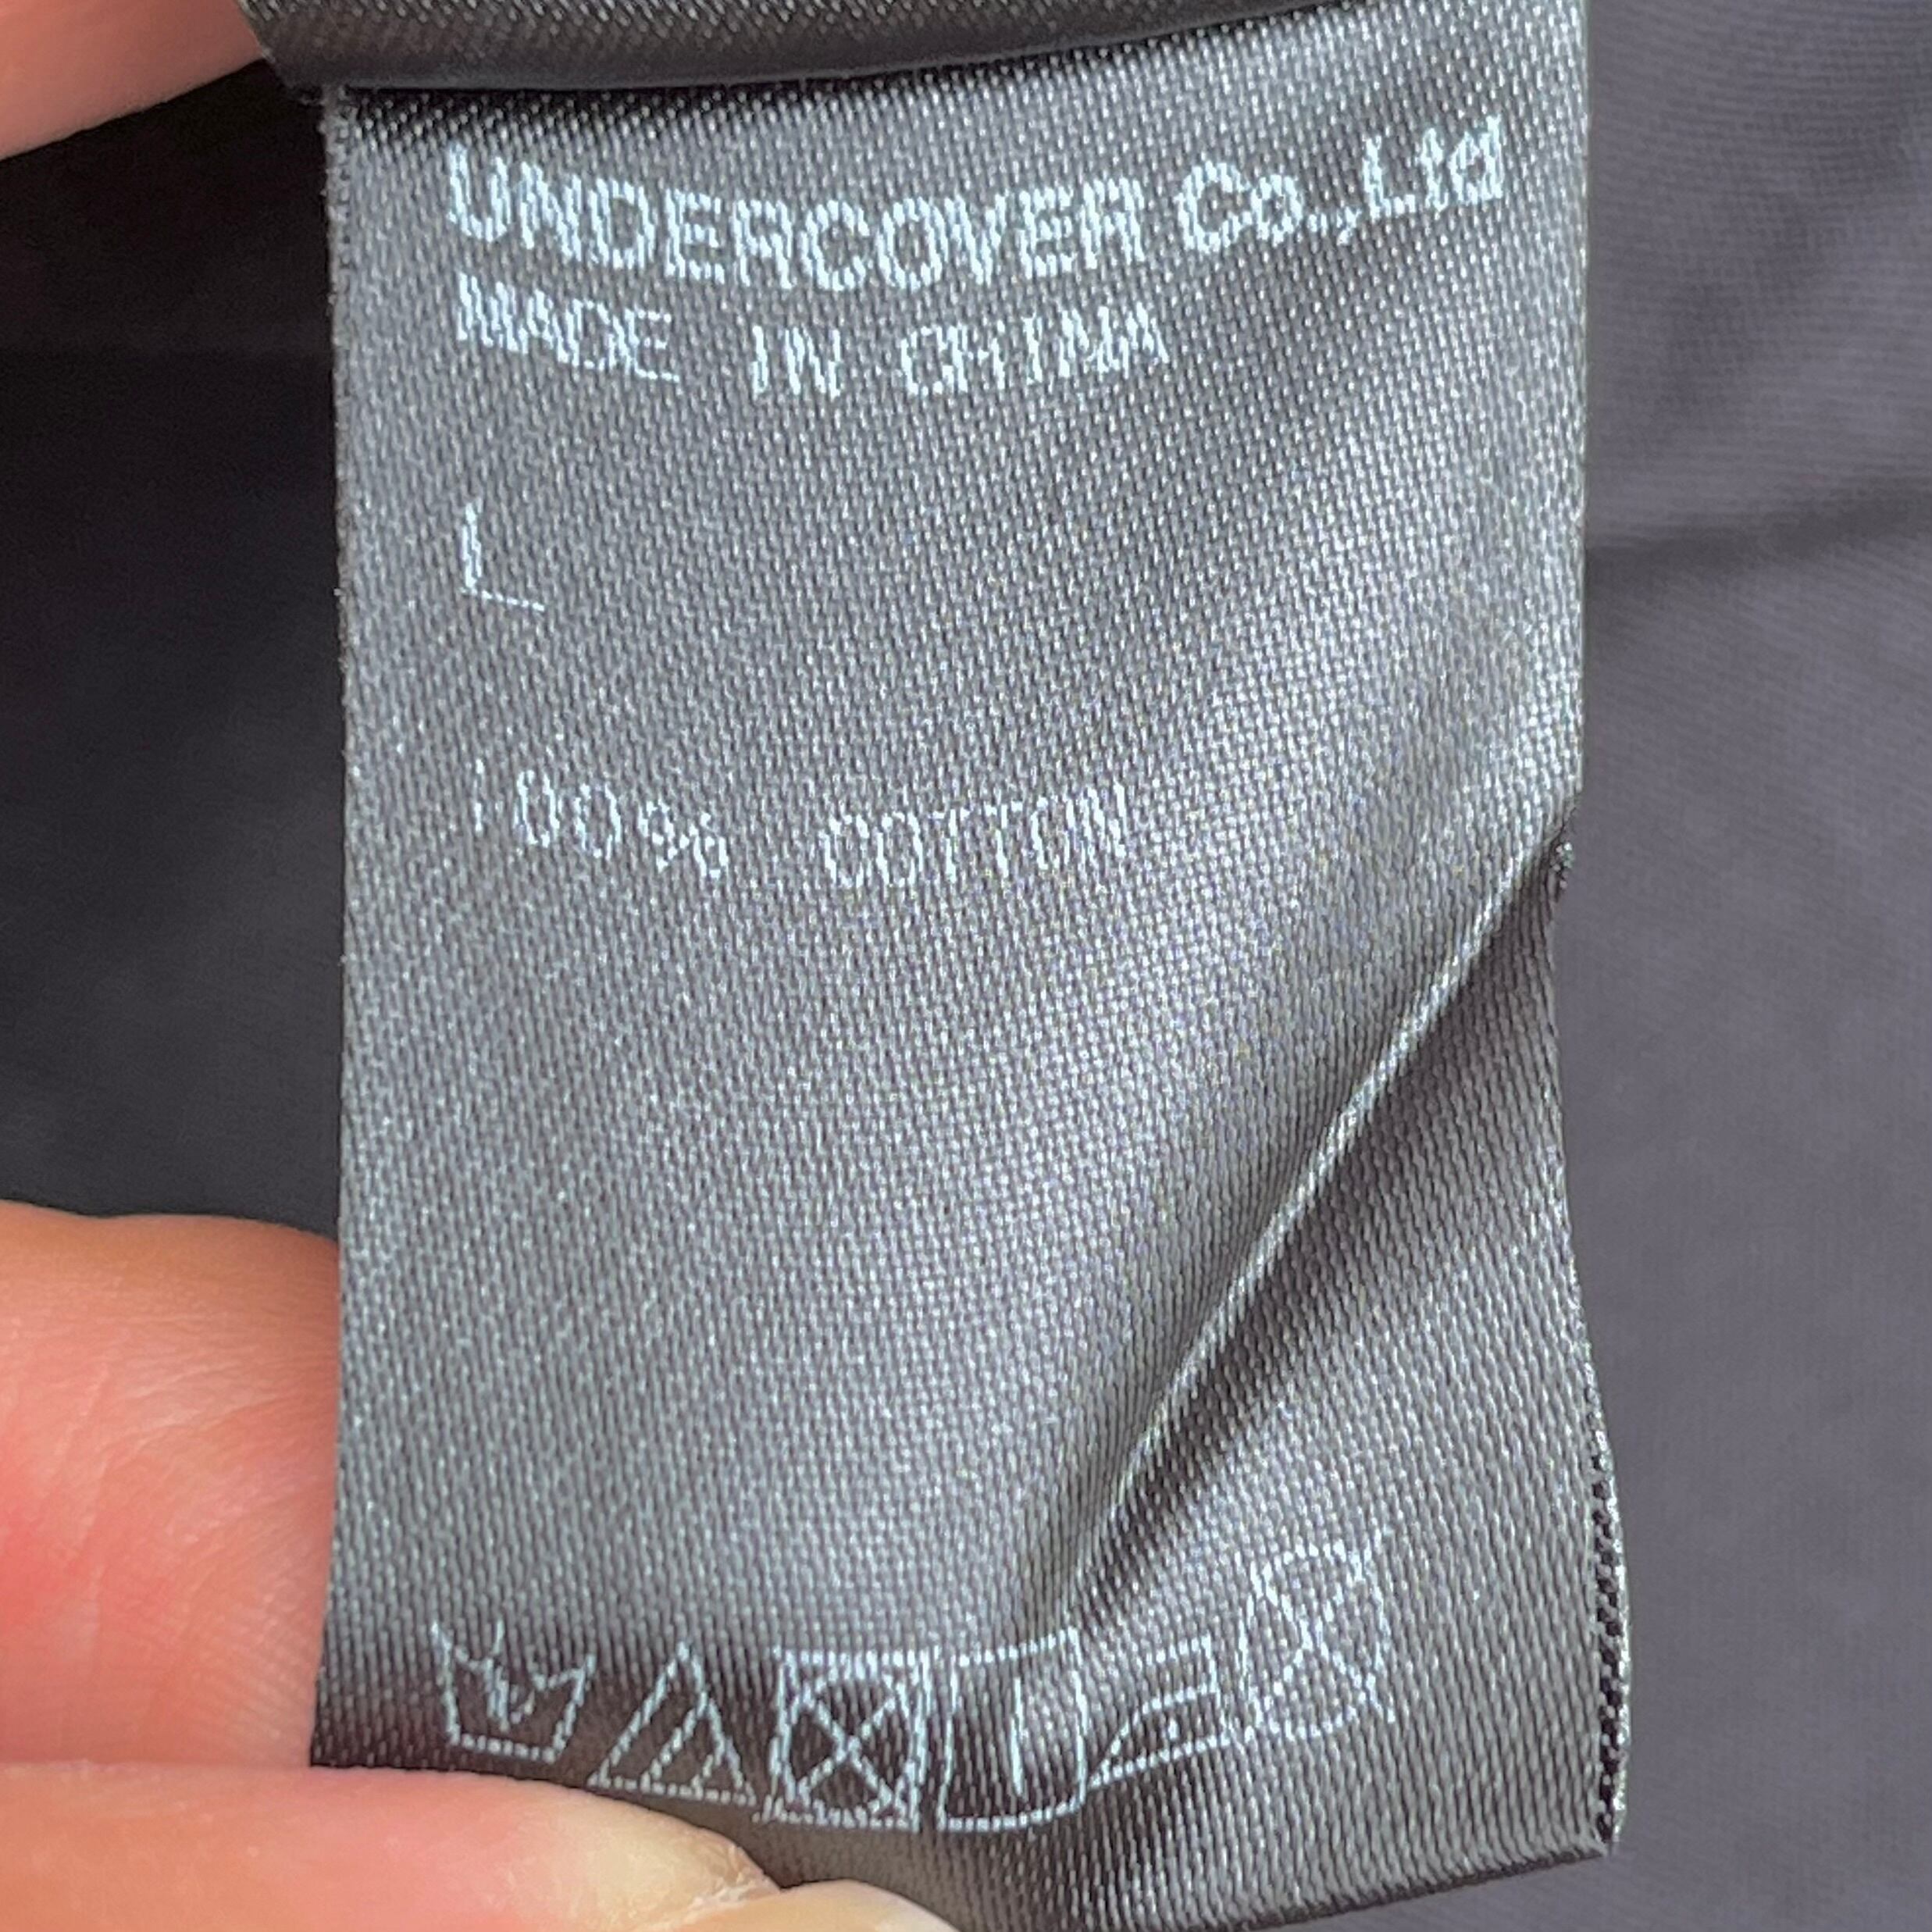 UNDERCOVER Co.,Ltd
MADE IN CHINA
L
100% COTTON